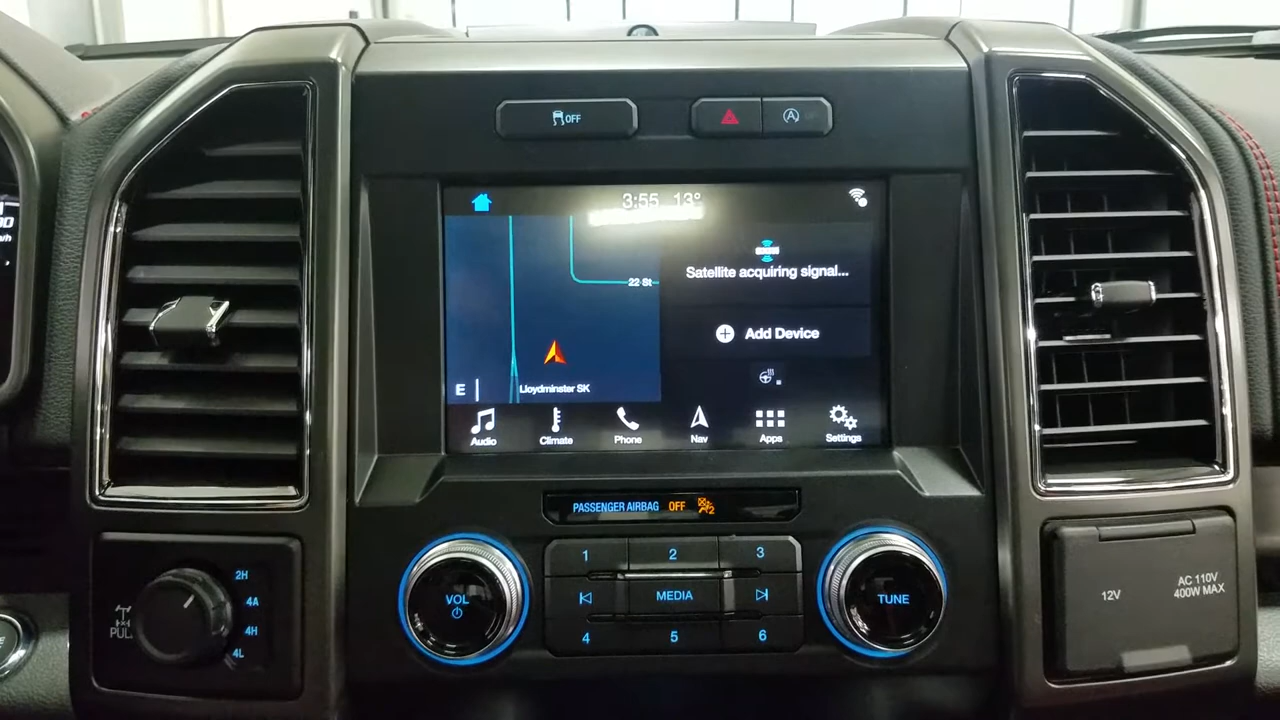 OFF
3:55 13°
22 St
Satellite acquiring signal...
Add Device
E
Lloydminster SK
Audio
Climate
Phone
Nav
Apps
Settings
PASSENGER AIRBAG OFF
2H
4A
4H
4L
PULL
VOL
1
2
3
MEDIA
4
5
6
TUNE
12V
AC 110V
400W MAX